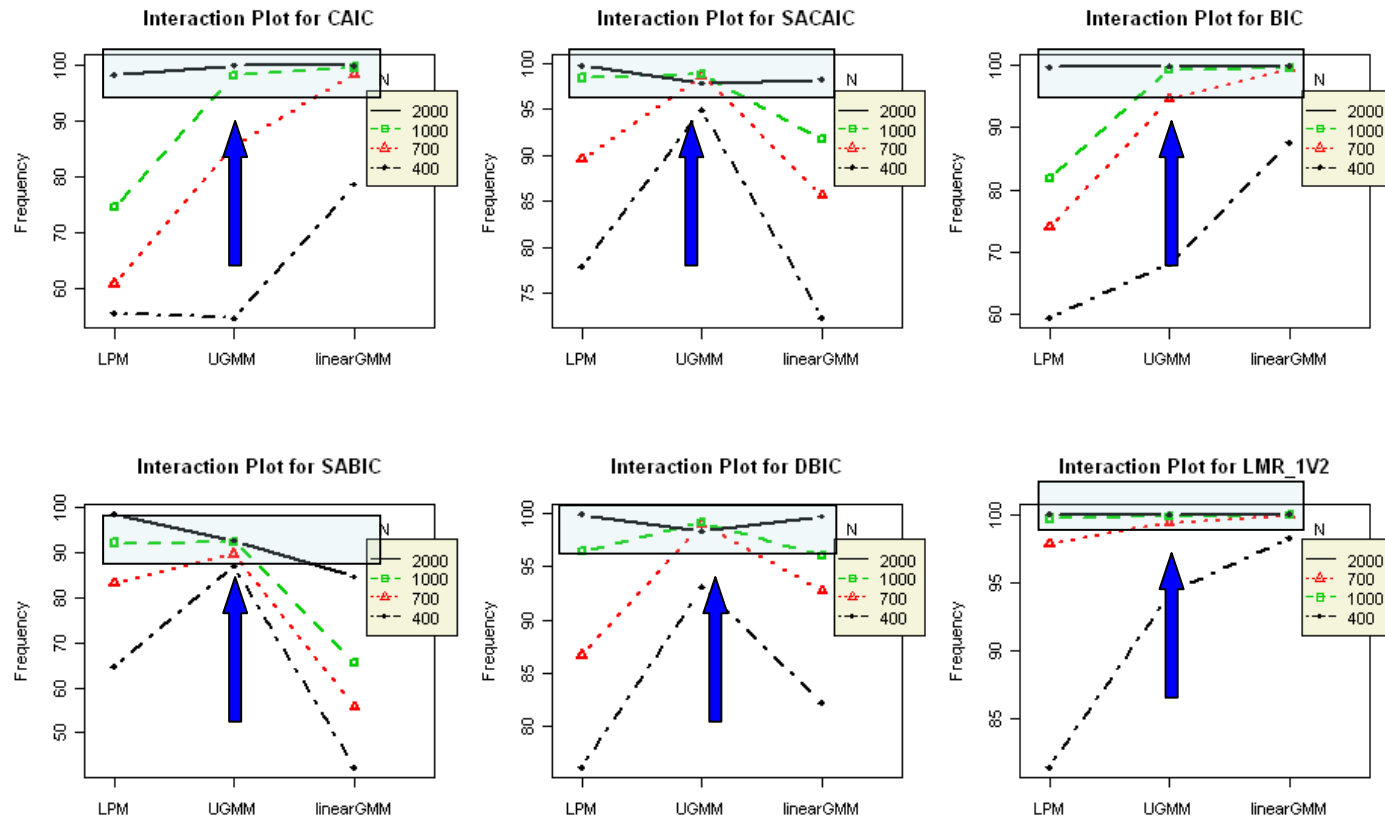 Interaction Plot for CAIC
Frequency
100
90
80
70
60
LPM
UGMM
linearGMM
N
2000
1000
700
400
Interaction Plot for SACAIC
Frequency
100
95
90
85
80
75
LPM
UGMM
linearGMM
N
2000
1000
700
400
Interaction Plot for BIC
Frequency
100
90
80
70
60
LPM
UGMM
linearGMM
N
2000
1000
700
400
Interaction Plot for SABIC
Frequency
100
90
80
70
60
50
LPM
UGMM
linearGMM
N
2000
1000
700
400
Interaction Plot for DBIC
Frequency
100
95
90
85
80
LPM
UGMM
linearGMM
N
2000
1000
700
400
Interaction Plot for LMR_1V2
Frequency
100
95
90
85
LPM
UGMM
linearGMM
N
2000
700
1000
400